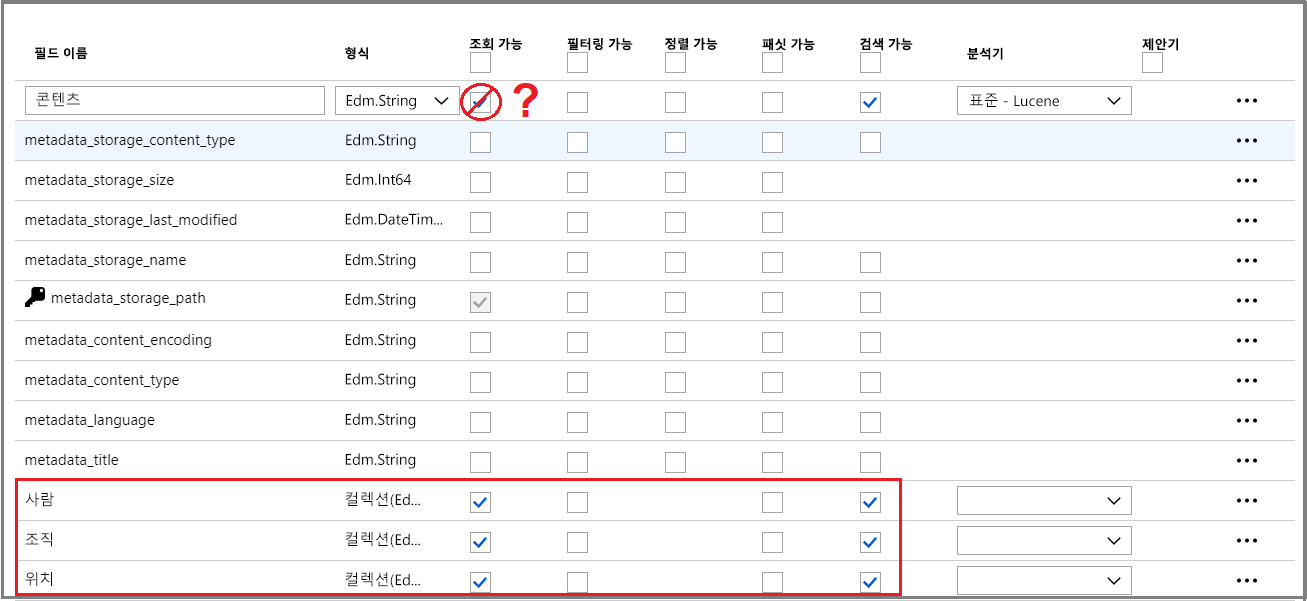 필드 이름 형식 조회 가능 필터링 가능 정렬 가능 패싯 가능 검색 가능 분석기 제안기
콘텐츠 Edm.String ? 표준 - Lucene
metadata_storage_content_type Edm.String
metadata_storage_size Edm.Int64
metadata_storage_last_modified Edm.DateTim...
metadata_storage_name Edm.String
metadata_storage_path Edm.String
metadata_content_encoding Edm.String
metadata_content_type Edm.String
metadata_language Edm.String
metadata_title Edm.String
사람 컬렉션(Ed...
조직 컬렉션(Ed...
위치 컬렉션(Ed...